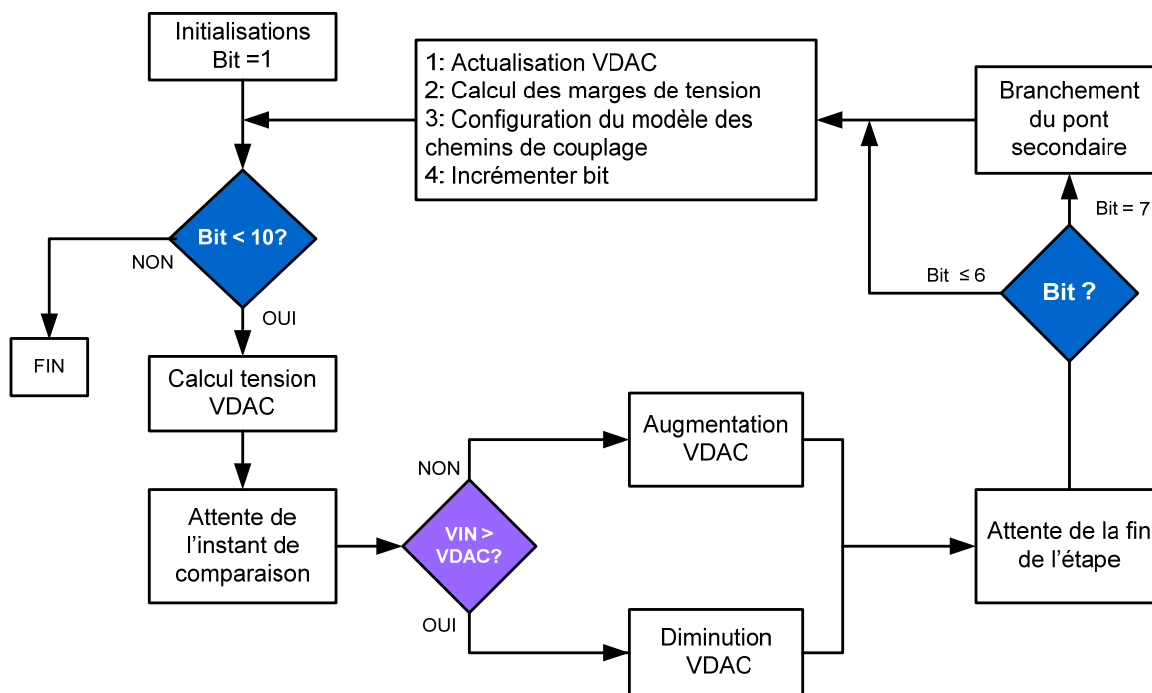 Initialisations
Bit =1
1: Actualisation VDAC
2: Calcul des marges de tension
3: Configuration du modèle des
chemins de couplage
4: Incrémenter bit
Branchement
du pont
secondaire
Bit = 7
Bit < 10?
NON
Bit ≤ 6
Bit ?
OUI
FIN
Calcul tension
VDAC
Augmentation
VDAC
NON
Attente de
l’instant de
comparaison
VIN >
VDAC?
Attente de la fin
de l’étape
OUI
Diminution
VDAC